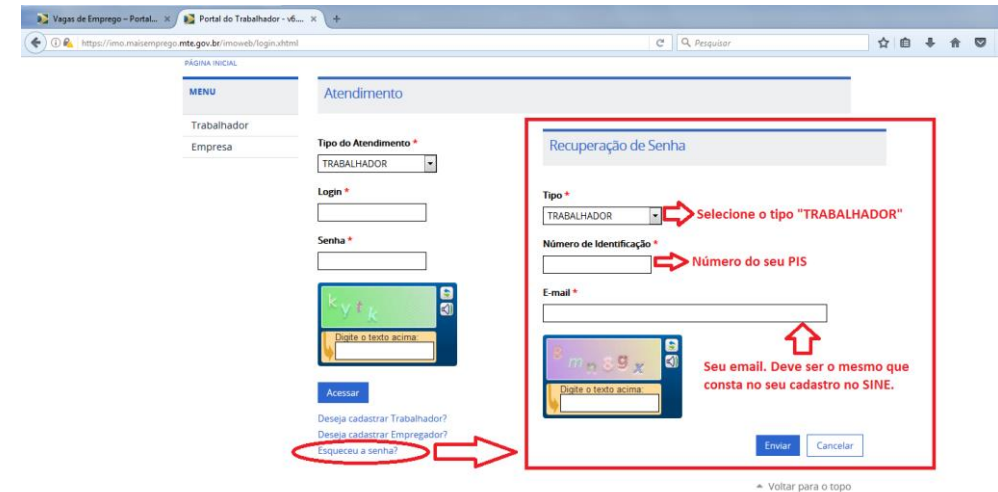 Vagas de Emprego – Portal...
Portal do Trabalhador - v6....
https://imo.maisemprego.mte.gov.br/imoweb/login.xhtml
Pesquisar
PÁGINA INICIAL
MENU
Trabalhador
Empresa
Atendimento
Tipo do Atendimento *
TRABALHADOR
Login *
Senha *
k y t k
Digite o texto acima:
Acessar
Deseja cadastrar Trabalhador?
Deseja cadastrar Empregador?
Esqueceu a senha?
Recuperação de Senha
Tipo *
TRABALHADOR
Selecione o tipo "TRABALHADOR"
Número de Identificação *
Número do seu PIS
E-mail *
Seu email. Deve ser o mesmo que
consta no seu cadastro no SINE.
8 m n 8 9 x
Digite o texto acima:
Enviar
Cancelar
Voltar para o topo